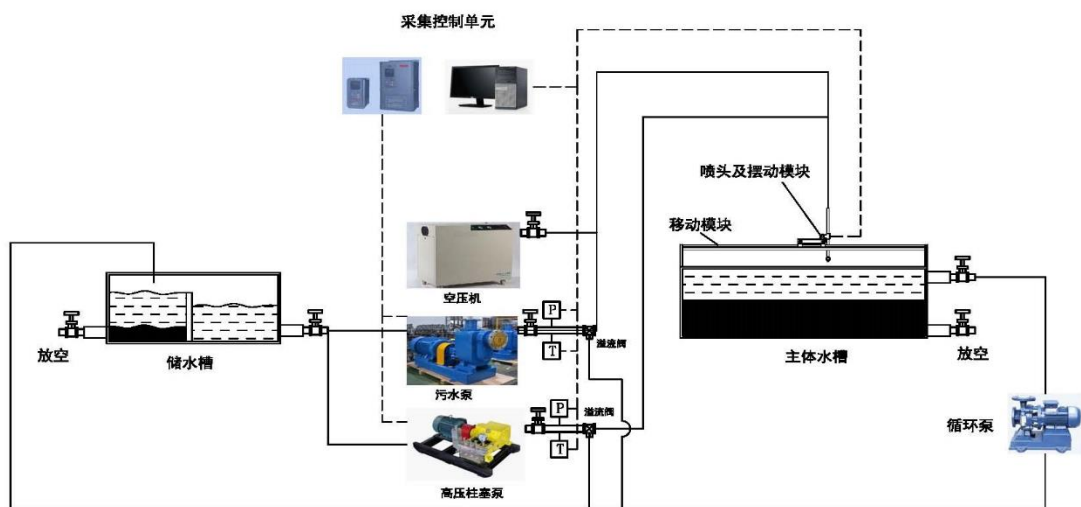 采集控制单元
喷头及摆动模块
移动模块
空压机
P
溢流阀
T
放空
储水槽
主体水槽
放空
污水泵
P
溢流阀
T
循环泵
高压柱塞泵